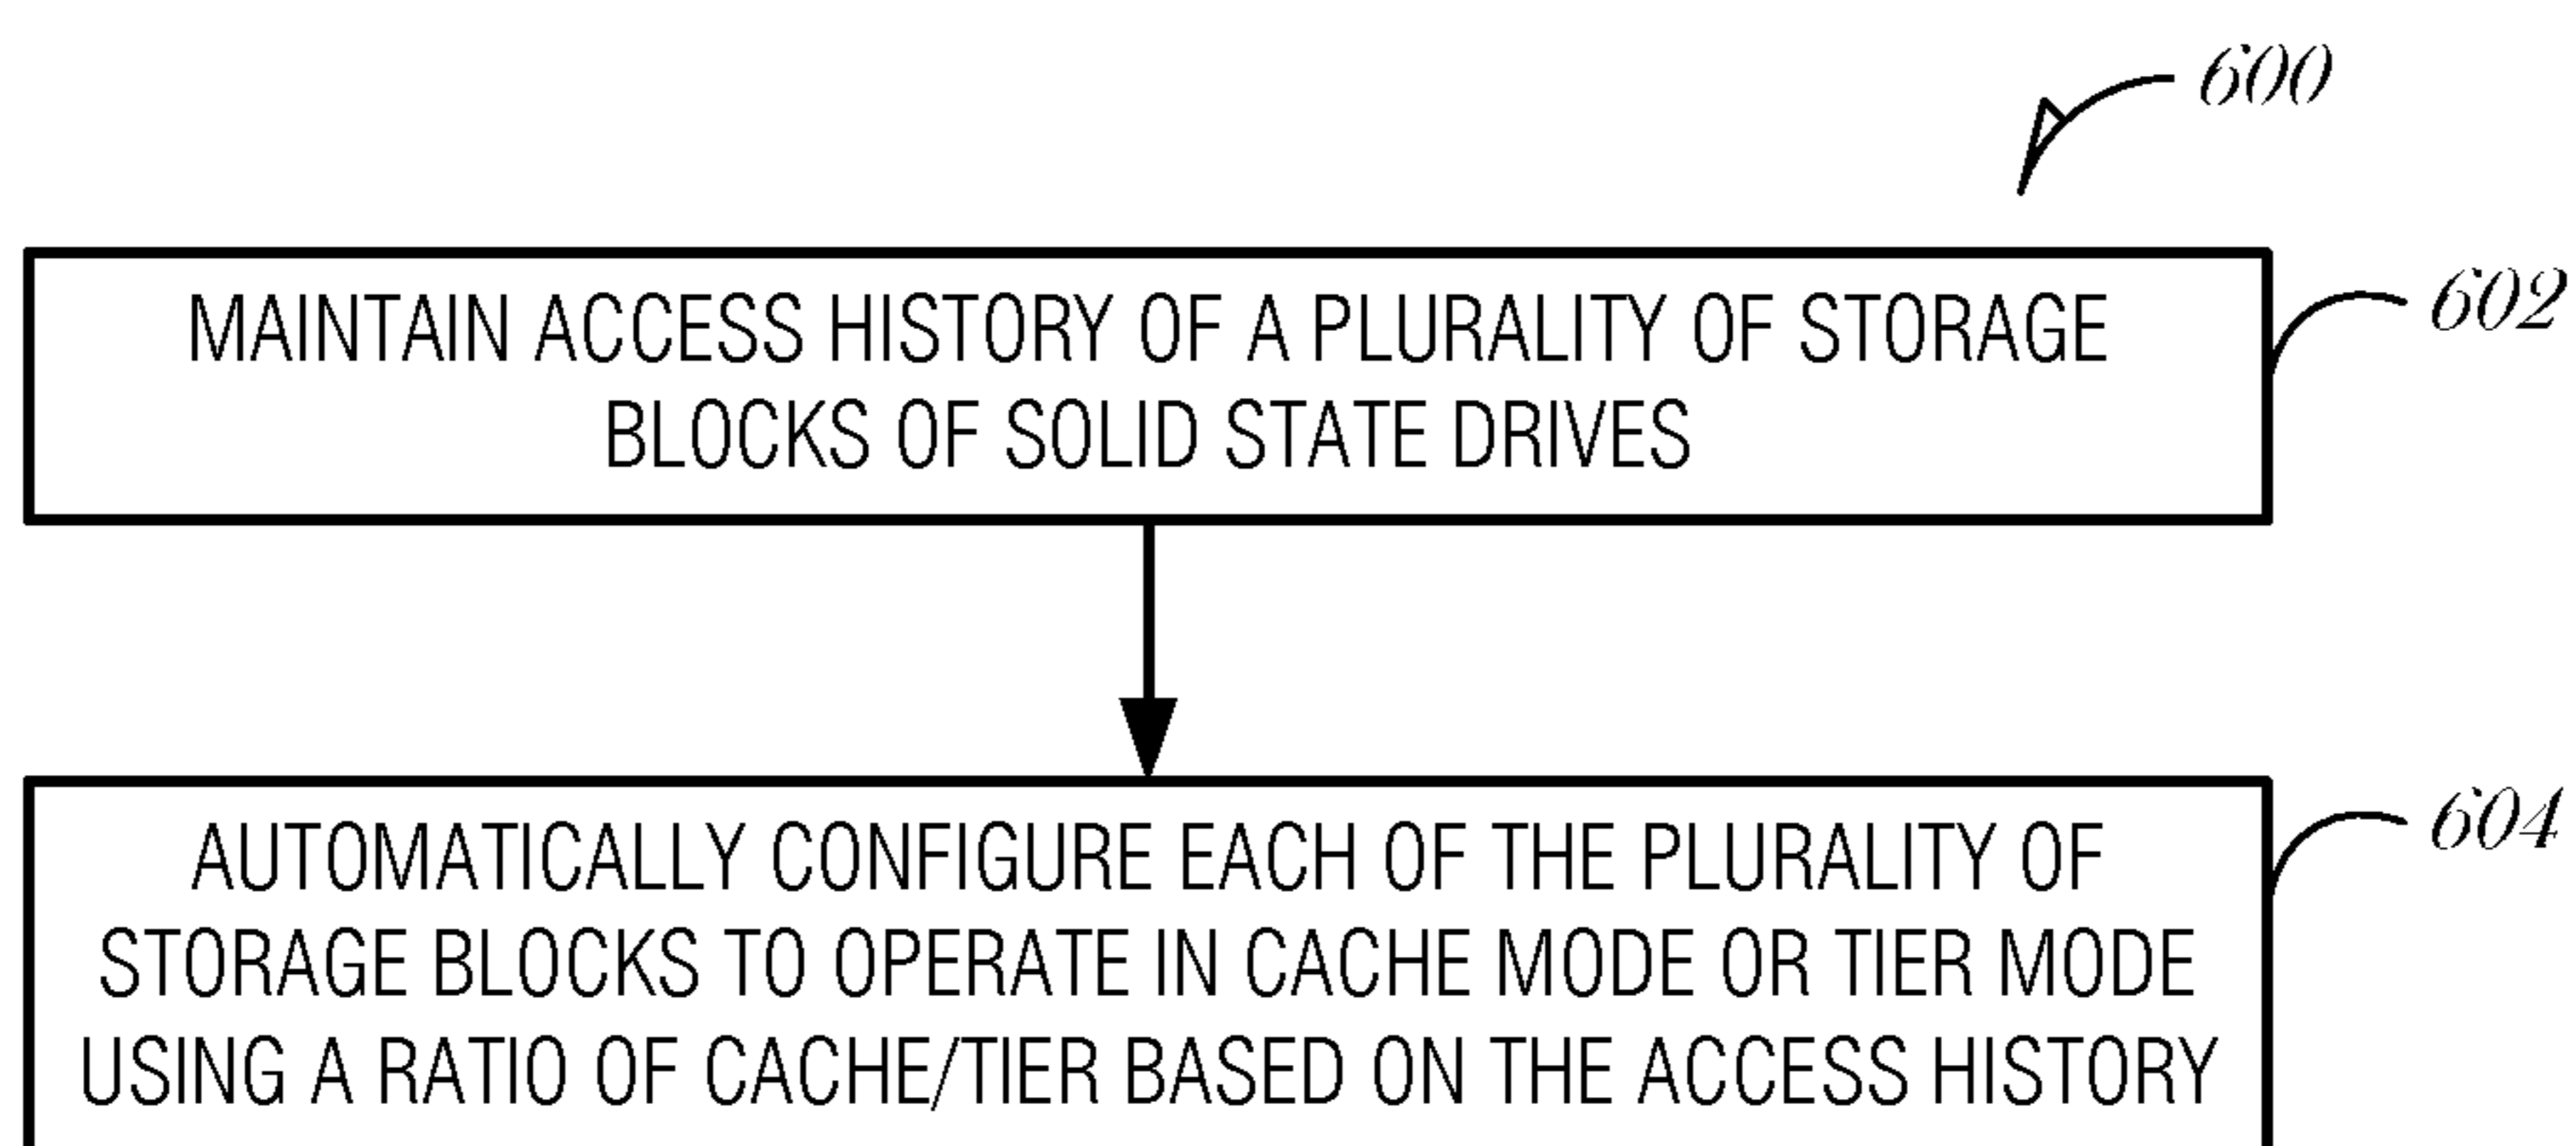 600
MAINTAIN ACCESS HISTORY OF A PLURALITY OF STORAGE
BLOCKS OF SOLID STATE DRIVES
602
AUTOMATICALLY CONFIGURE EACH OF THE PLURALITY OF
STORAGE BLOCKS TO OPERATE IN CACHE MODE OR TIER MODE
USING A RATIO OF CACHE/TIER BASED ON THE ACCESS HISTORY
604